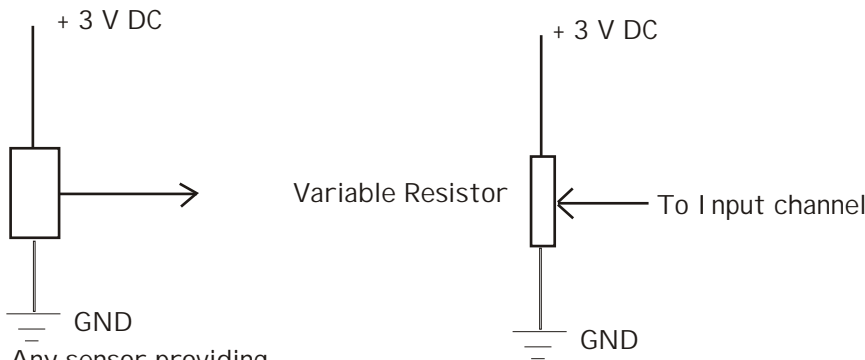 + 3 V DC
+ 3 V DC
Variable Resistor
To Input channel
GND
GND
Any sensor providing